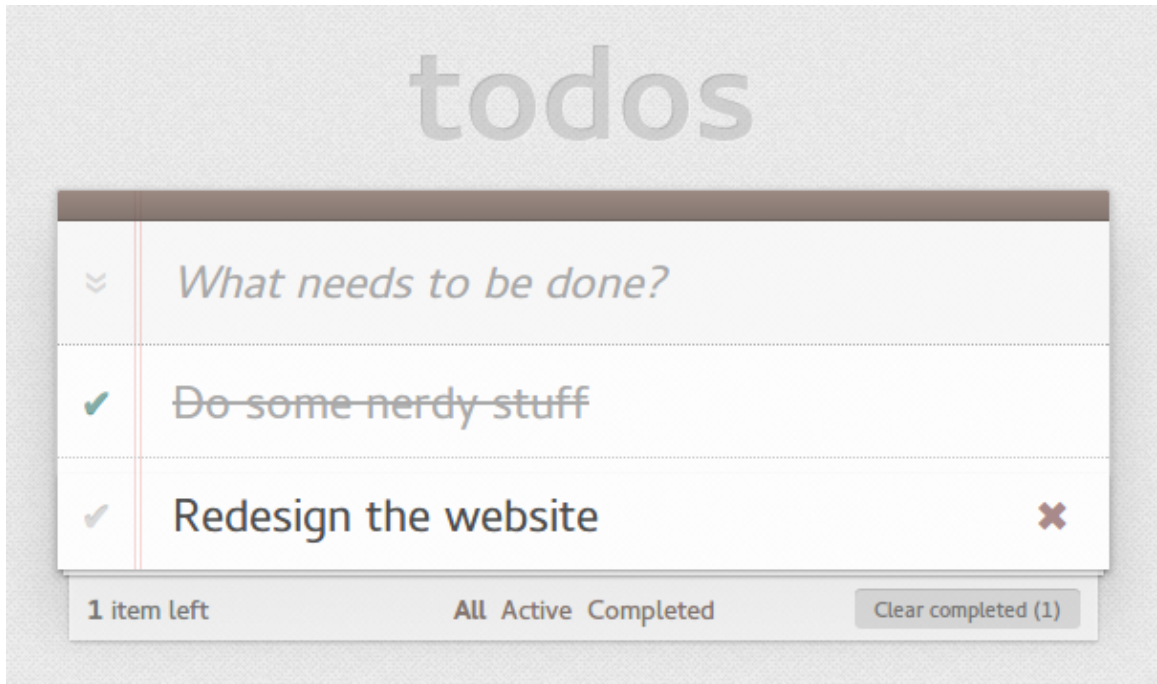 todos
What needs to be done?
Do some nerdy stuff
Redesign the website
1 item left All Active Completed Clear completed (1)